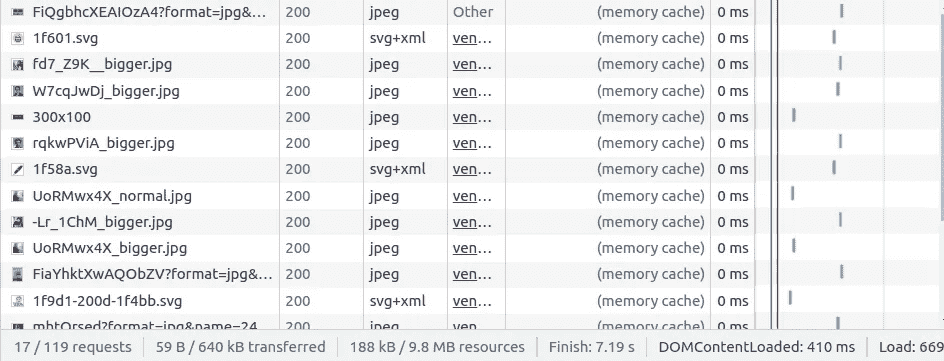 FiQgbhcXEAIOzA4?format=jpg&... 200 jpeg Other (memory cache) 0 ms
1f601.svg 200 svg+xml ven... (memory cache) 0 ms
fd7_Z9K__bigger.jpg 200 jpeg ven... (memory cache) 0 ms
W7cqJwDj_bigger.jpg 200 jpeg ven... (memory cache) 0 ms
300x100 200 jpeg ven... (memory cache) 0 ms
rqkwPViA_bigger.jpg 200 jpeg ven... (memory cache) 0 ms
1f58a.svg 200 svg+xml ven... (memory cache) 0 ms
UoRMwx4X_normal.jpg 200 jpeg ven... (memory cache) 0 ms
-Lr_1ChM_bigger.jpg 200 jpeg ven... (memory cache) 0 ms
UoRMwx4X_bigger.jpg 200 jpeg ven... (memory cache) 0 ms
FiaYhktXwAQObZV?format=jpg&... 200 jpeg ven... (memory cache) 0 ms
1f9d1-200d-1f4bb.svg 200 svg+xml ven... (memory cache) 0 ms
mhtOrsed?format=jpg&name=24... 200 jpeg ven... (memory cache) 0 ms
17 / 119 requests 59 B / 640 kB transferred 188 kB / 9.8 MB resources Finish: 7.19 s DOMContentLoaded: 410 ms Load: 669